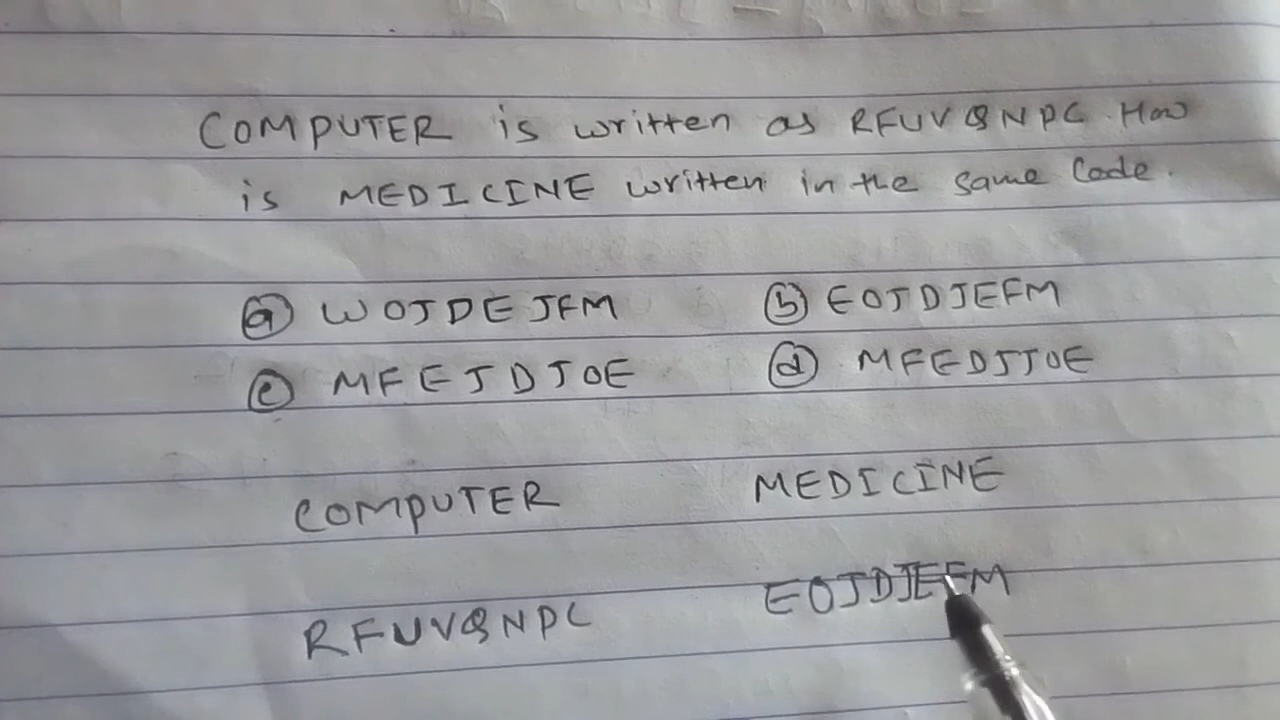 COMPUTER is written as RFUVQNPC. How
is MEDICINE written in the same Code.
(a) WOJDEJFM (b) EOJDJEFM
(c) MFEJDJOE (d) MFEDJJOE
COMPUTER MEDICINE
RFUVQNPC EOJDJEFM